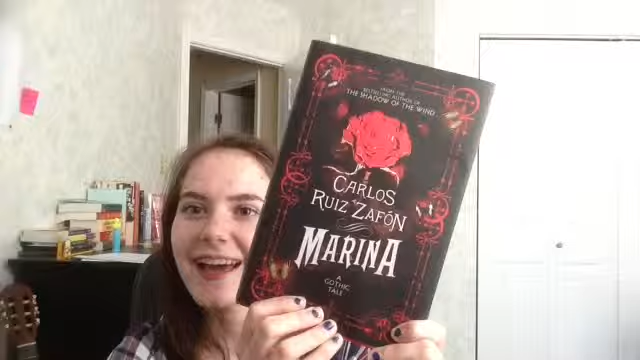 FROM THE
BESTSELLING AUTHOR OF
THE SHADOW OF THE WIND
CARLOS
RUIZ ZAFÓN
MARINA
A
GOTHIC
TALE